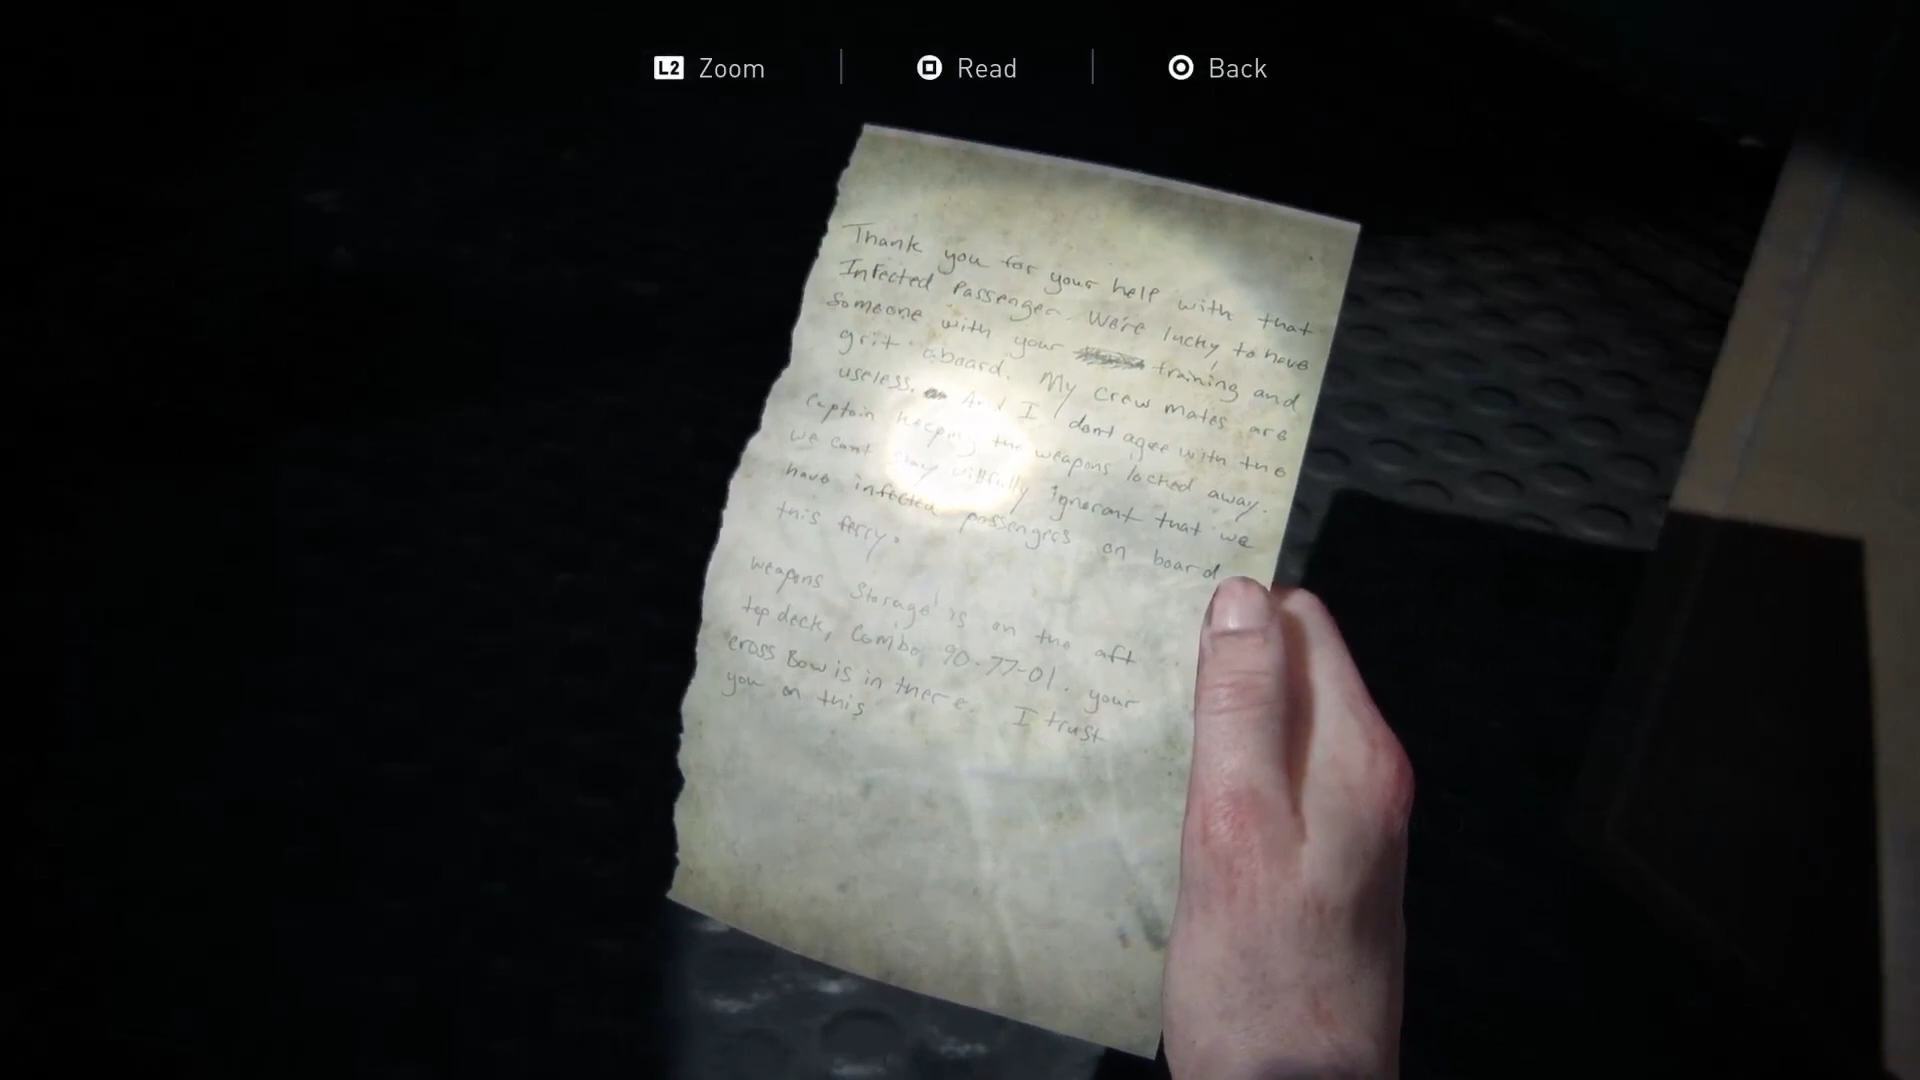 L2 Zoom | Read | Back
Thank you for your help with that
Infected Passenger. We're lucky to have
Someone with your training and
grit aboard. My crew mates are
useless. And I don't agree with the
Captain keeping the weapons locked away.
we cant stay willfully ignorant that we
have infected passengers on board
this ferry.
weapons Storage is on the aft
top deck, Combo 90-77-01. your
cross Bow is in there. I trust
you on this